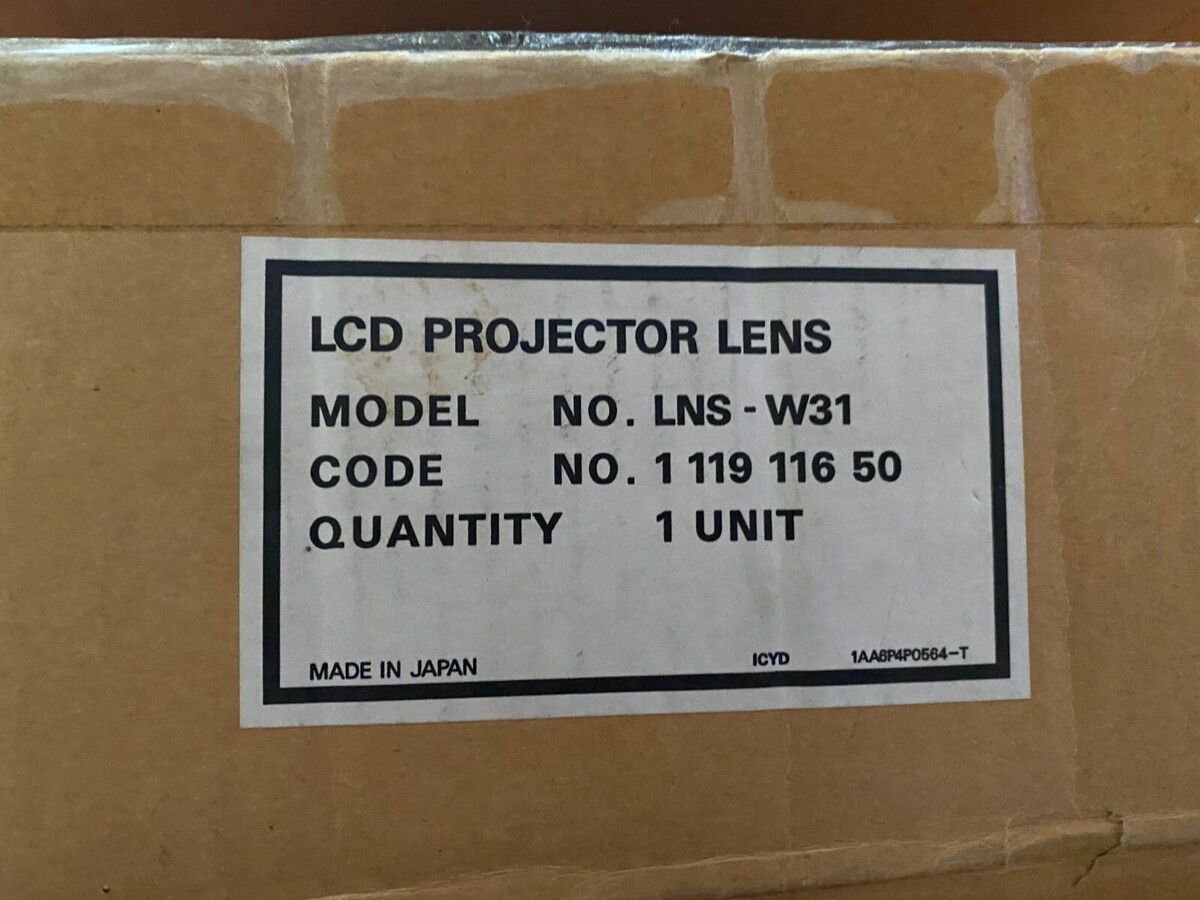 LCD PROJECTOR LENS
MODEL NO. LNS - W31
CODE NO. 1 119 116 50
QUANTITY 1 UNIT
MADE IN JAPAN ICYD 1AA6P4P0564-T